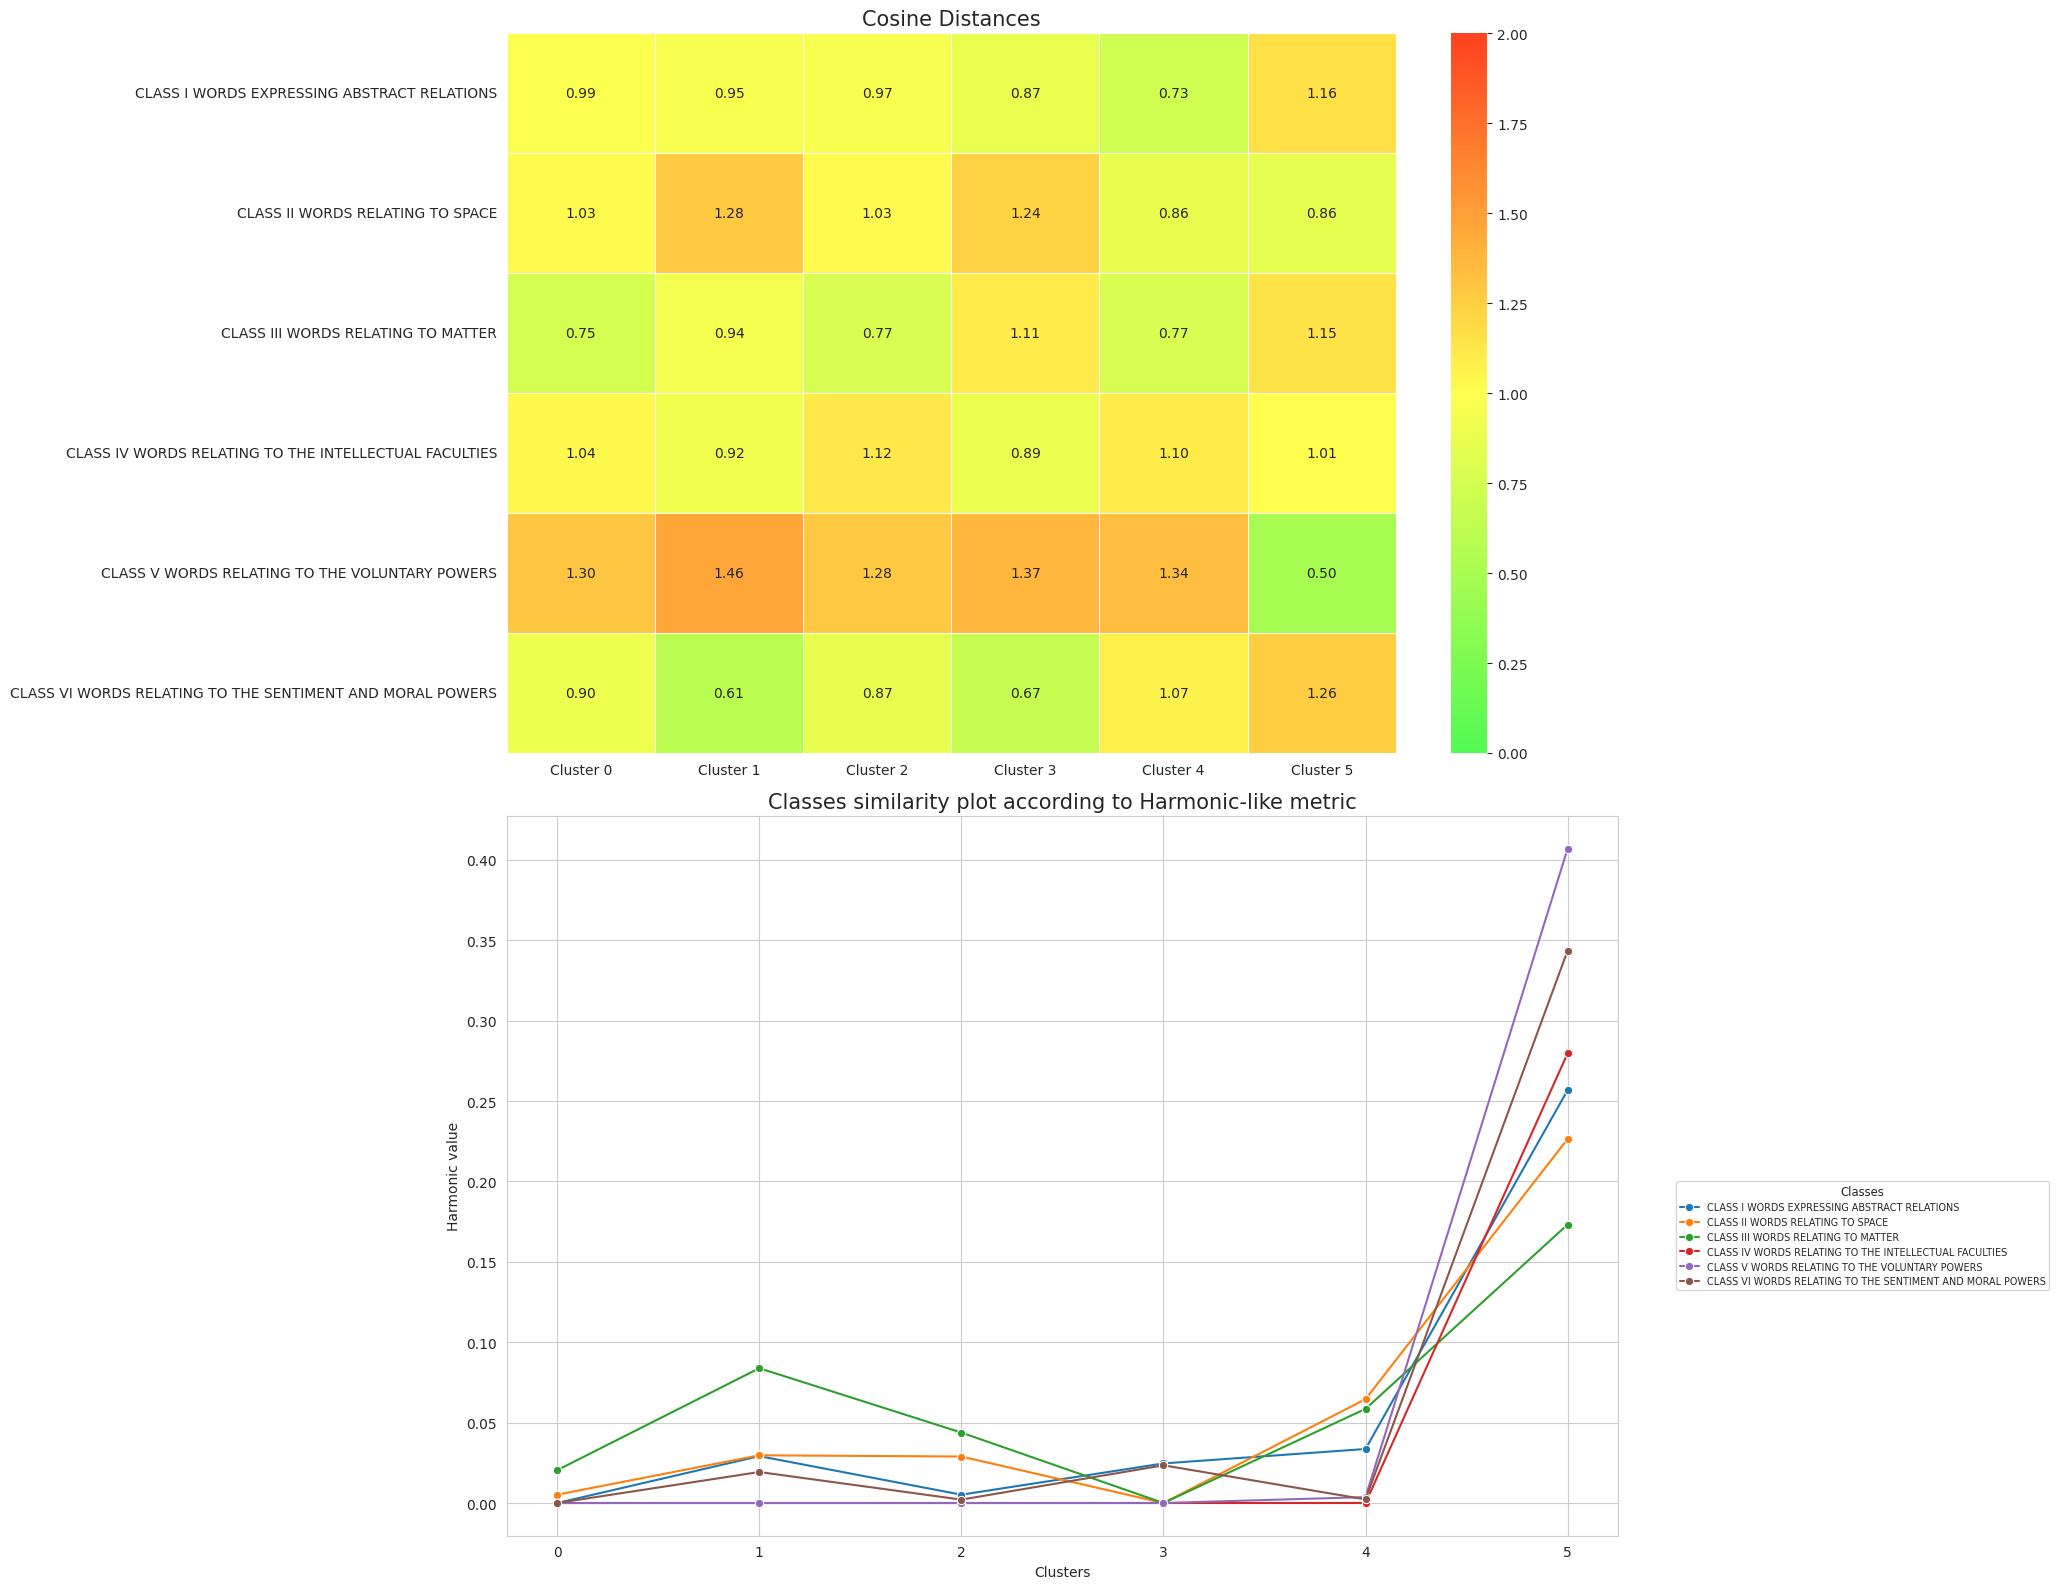 Cosine Distances
CLASS I WORDS EXPRESSING ABSTRACT RELATIONS 0.99 0.95 0.97 0.87 0.73 1.16
CLASS II WORDS RELATING TO SPACE 1.03 1.28 1.03 1.24 0.86 0.86
CLASS III WORDS RELATING TO MATTER 0.75 0.94 0.77 1.11 0.77 1.15
CLASS IV WORDS RELATING TO THE INTELLECTUAL FACULTIES 1.04 0.92 1.12 0.89 1.10 1.01
CLASS V WORDS RELATING TO THE VOLUNTARY POWERS 1.30 1.46 1.28 1.37 1.34 0.50
CLASS VI WORDS RELATING TO THE SENTIMENT AND MORAL POWERS 0.90 0.61 0.87 0.67 1.07 1.26
Cluster 0 Cluster 1 Cluster 2 Cluster 3 Cluster 4 Cluster 5
2.00
1.75
1.50
1.25
1.00
0.75
0.50
0.25
0.00
Classes similarity plot according to Harmonic-like metric
Harmonic value
0.40
0.35
0.30
0.25
0.20
0.15
0.10
0.05
0.00
0 1 2 3 4 5
Clusters
Classes
CLASS I WORDS EXPRESSING ABSTRACT RELATIONS
CLASS II WORDS RELATING TO SPACE
CLASS III WORDS RELATING TO MATTER
CLASS IV WORDS RELATING TO THE INTELLECTUAL FACULTIES
CLASS V WORDS RELATING TO THE VOLUNTARY POWERS
CLASS VI WORDS RELATING TO THE SENTIMENT AND MORAL POWERS